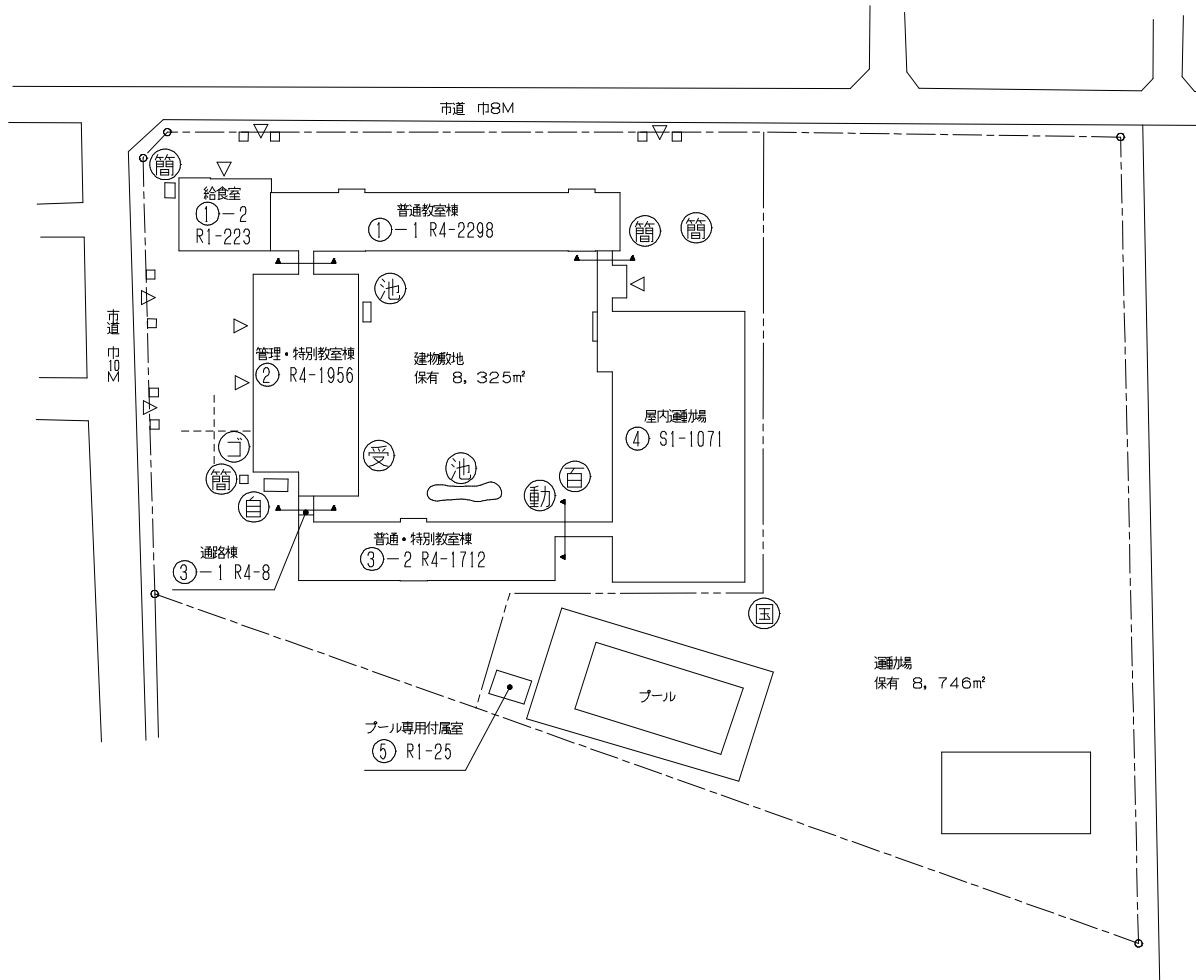 市道 巾8M
簡
給食室
①-2
R1-223
普通教室棟
①-1 R4-2298
簡
簡
池
市道 巾10M
管理・特別教室棟
② R4-1956
建物敷地
保有 8,325㎡
屋内運動場
④ S1-1071
ゴ
受
簡
池
百
動
自
通路棟
③-1 R4-8
普通・特別教室棟
③-2 R4-1712
国
運動場
保有 8,746㎡
プール
プール専用付属室
⑤ R1-25